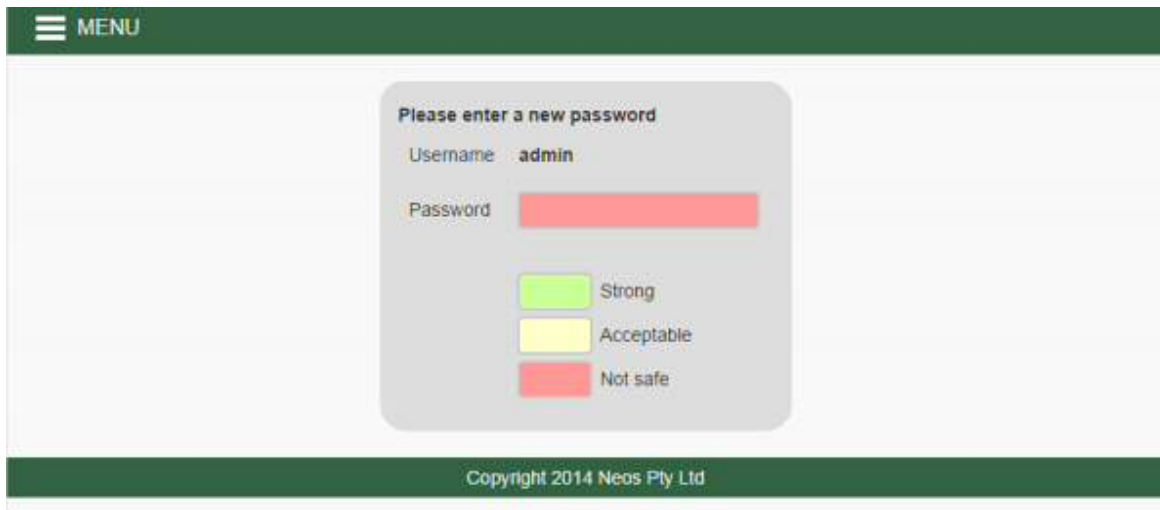 MENU
Please enter a new password
Username admin
Password
Strong
Acceptable
Not safe
Copyright 2014 Neos Pty Ltd